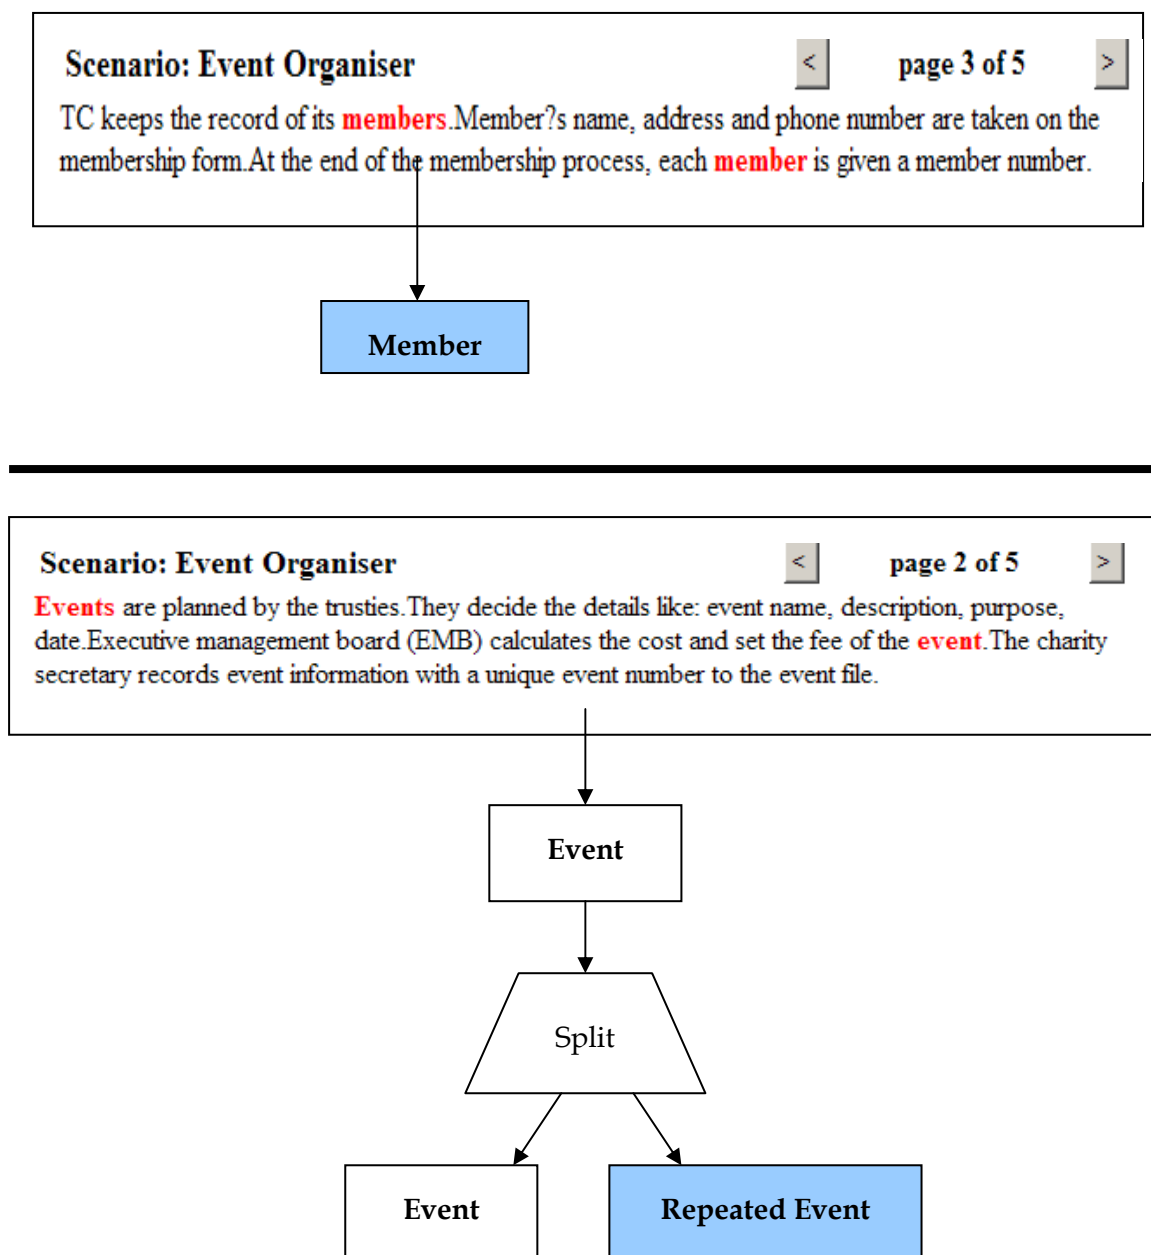 Scenario: Event Organiser < page 3 of 5 >
TC keeps the record of its members.Member?s name, address and phone number are taken on the
membership form.At the end of the membership process, each member is given a member number.
Member
Scenario: Event Organiser < page 2 of 5 >
Events are planned by the trusties.They decide the details like: event name, description, purpose,
date.Executive management board (EMB) calculates the cost and set the fee of the event.The charity
secretary records event information with a unique event number to the event file.
Event
Split
Event Repeated Event